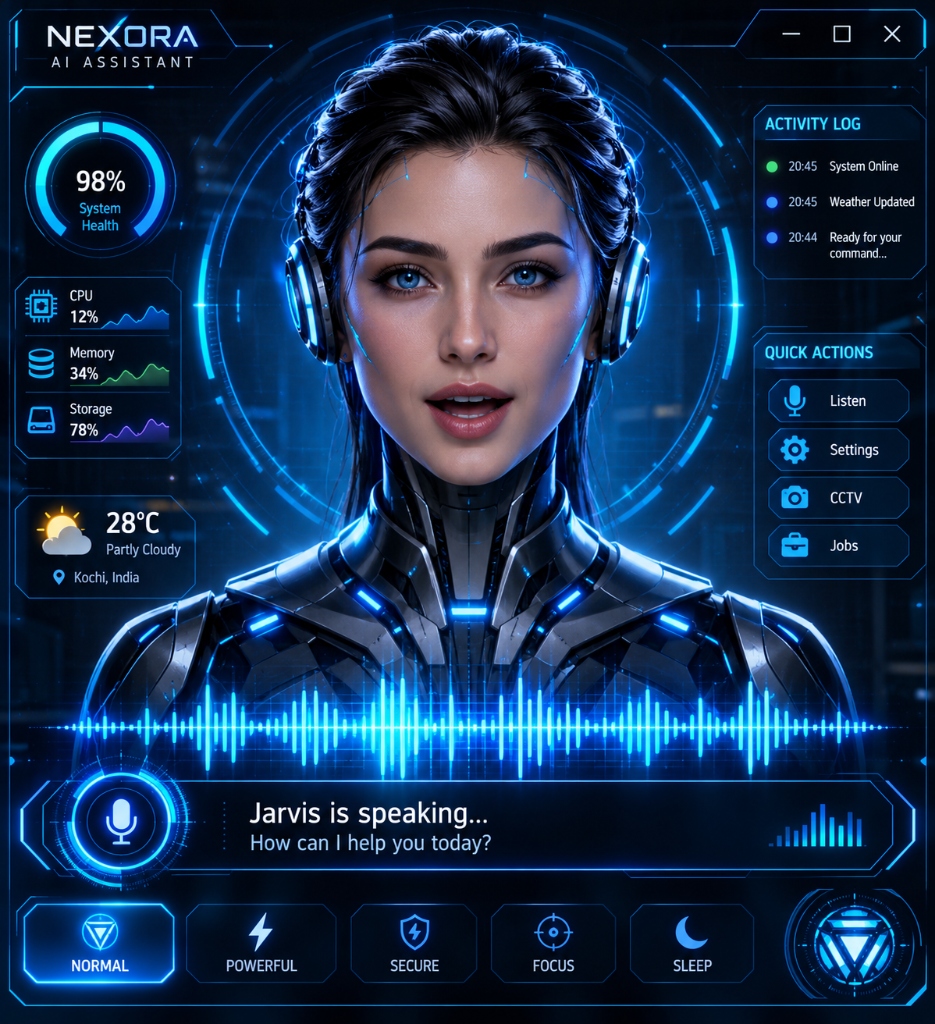 NEXORA
AI ASSISTANT
98%
System
Health
CPU
12%
Memory
34%
Storage
78%
28°C
Partly Cloudy
Kochi, India
ACTIVITY LOG
20:45 System Online
20:45 Weather Updated
20:44 Ready for your
command...
QUICK ACTIONS
Listen
Settings
CCTV
Jobs
Jarvis is speaking...
How can I help you today?
NORMAL
POWERFUL
SECURE
FOCUS
SLEEP